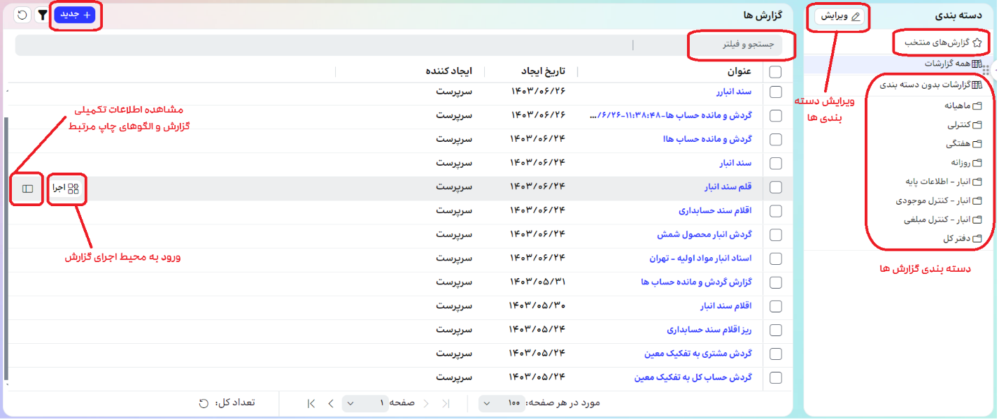 دسته بندی
ویرایش
گزارش‌های منتخب
همه گزارشات
گزارشات بدون دسته بندی
ماهیانه
کنترلی
هفتگی
روزانه
انبار - اطلاعات پایه
انبار - کنترل موجودی
انبار - کنترل مبلغی
دفتر کل
ویرایش دسته
بندی ها
دسته بندی گزارش ها
گزارش ها
+ جدید
جستجو و فیلتر
عنوان تاریخ ایجاد ایجاد کننده
سند انبارر ۱۴۰۳/۰۶/۲۶ سرپرست
گردش و مانده حساب ها-۱۱:۳۸:۴۸-۶/۲۶/... ۱۴۰۳/۰۶/۲۶ سرپرست
گردش و مانده حساب هاا ۱۴۰۳/۰۶/۲۴ سرپرست
سند انبار ۱۴۰۳/۰۶/۲۴ سرپرست
قلم سند انبار ۱۴۰۳/۰۶/۲۴ سرپرست اجرا
اقلام سند حسابداری ۱۴۰۳/۰۶/۲۴ سرپرست
گردش انبار محصول شمش ۱۴۰۳/۰۶/۲۴ سرپرست
اسناد انبار مواد اولیه - تهران ۱۴۰۳/۰۶/۲۴ سرپرست
گزارش گردش و مانده حساب ها ۱۴۰۳/۰۵/۳۱ سرپرست
اقلام سند انبار ۱۴۰۳/۰۵/۳۰ سرپرست
ریز اقلام سند حسابداری ۱۴۰۳/۰۵/۲۴ سرپرست
گردش مشتری به تفکیک معین ۱۴۰۳/۰۵/۲۴ سرپرست
گردش حساب کل به تفکیک معین ۱۴۰۳/۰۵/۲۴ سرپرست
مشاهده اطلاعات تکمیلی
گزارش و الگوهای چاپ مرتبط
ورود به محیط اجرای گزارش
مورد در هر صفحه: ۱۰۰ صفحه ۱ تعداد کل: